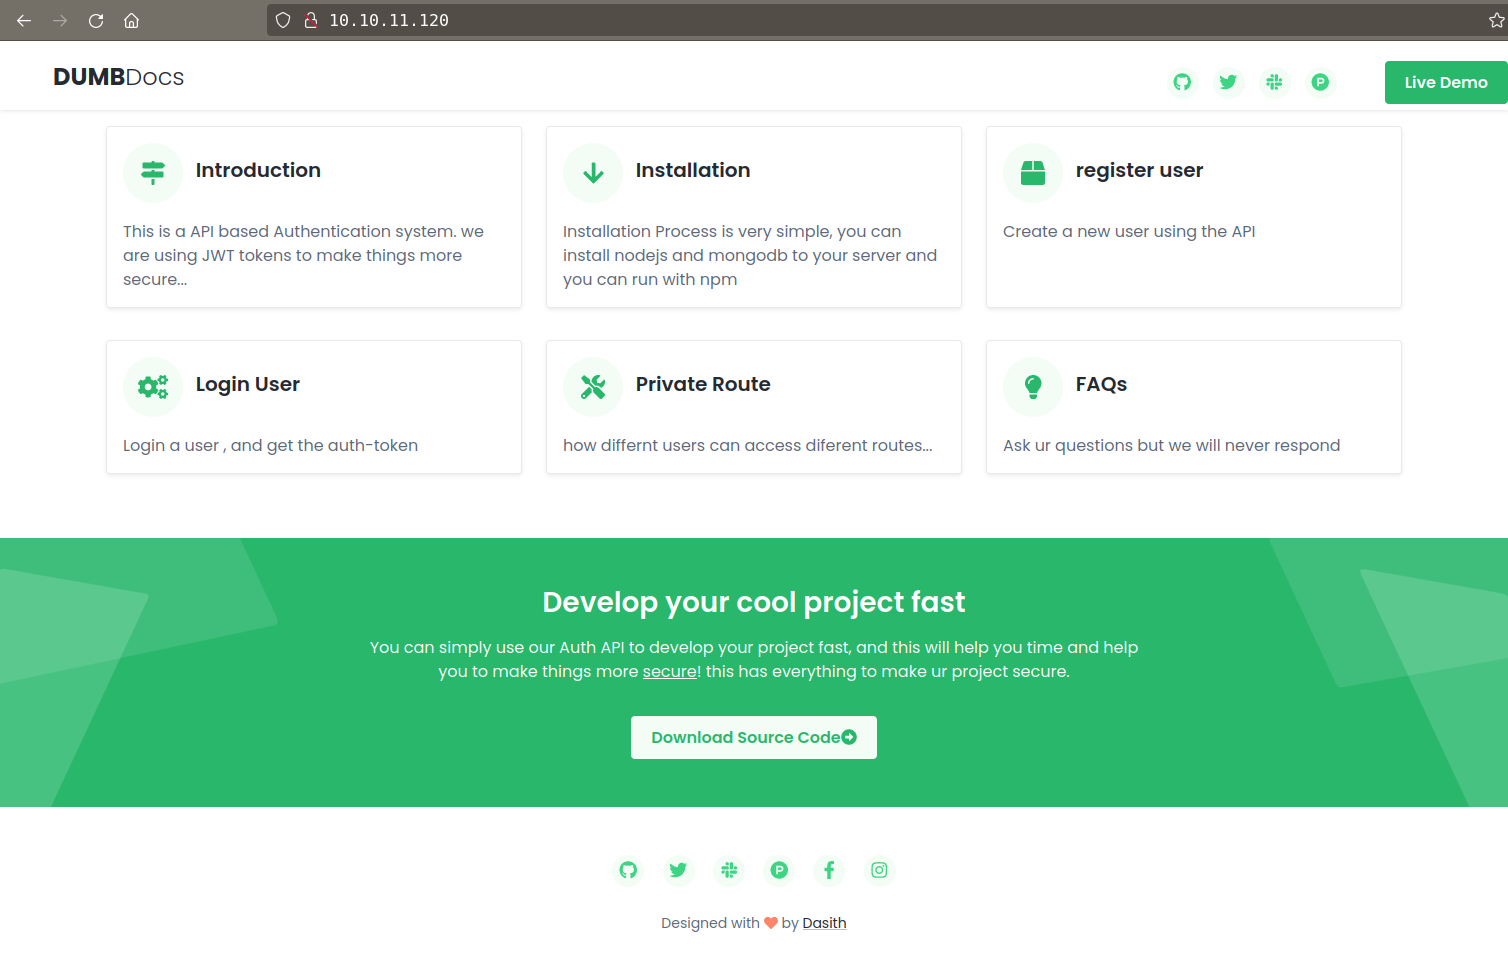 10.10.11.120
DUMBDocs
Live Demo
Introduction
This is a API based Authentication system. we
are using JWT tokens to make things more
secure...
Installation
Installation Process is very simple, you can
install nodejs and mongodb to your server and
you can run with npm
register user
Create a new user using the API
Login User
Login a user , and get the auth-token
Private Route
how differnt users can access diferent routes...
FAQs
Ask ur questions but we will never respond
Develop your cool project fast
You can simply use our Auth API to develop your project fast, and this will help you time and help
you to make things more secure! this has everything to make ur project secure.
Download Source Code
Designed with by Dasith